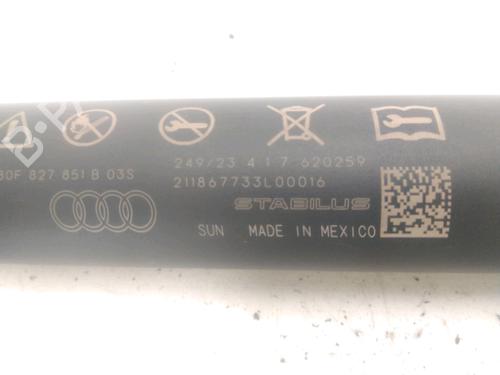 249/23 4 1 7 620259
80F 827 851 B 03S
211867733L00016
STABILUS
SUN MADE IN MEXICO